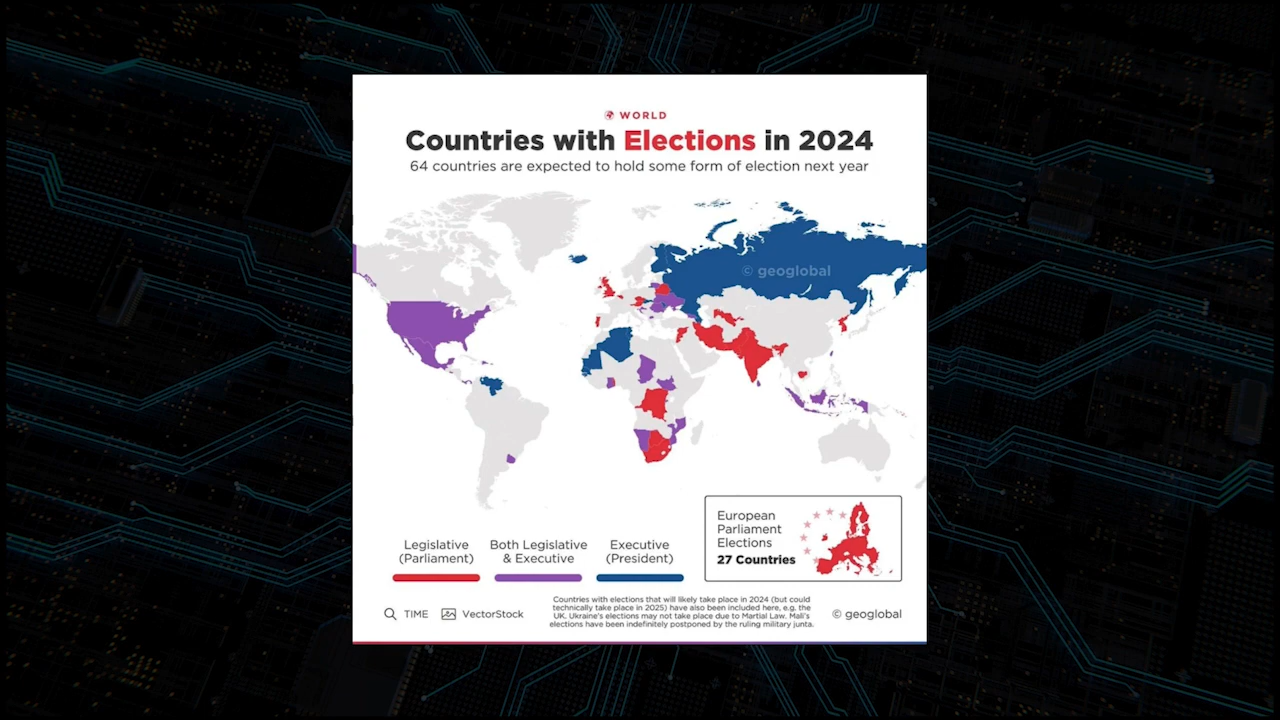 WORLD
Countries with Elections in 2024
64 countries are expected to hold some form of election next year
© geoglobal
European
Parliament
Elections
27 Countries
Legislative
(Parliament)
Both Legislative
& Executive
Executive
(President)
TIME
VectorStock
Countries with elections that will likely take place in 2024 (but could
technically take place in 2025) have also been included here, e.g. the
UK. Ukraine's elections may not take place due to Martial Law. Mali's
elections have been indefinitely postponed by the ruling military junta.
© geoglobal